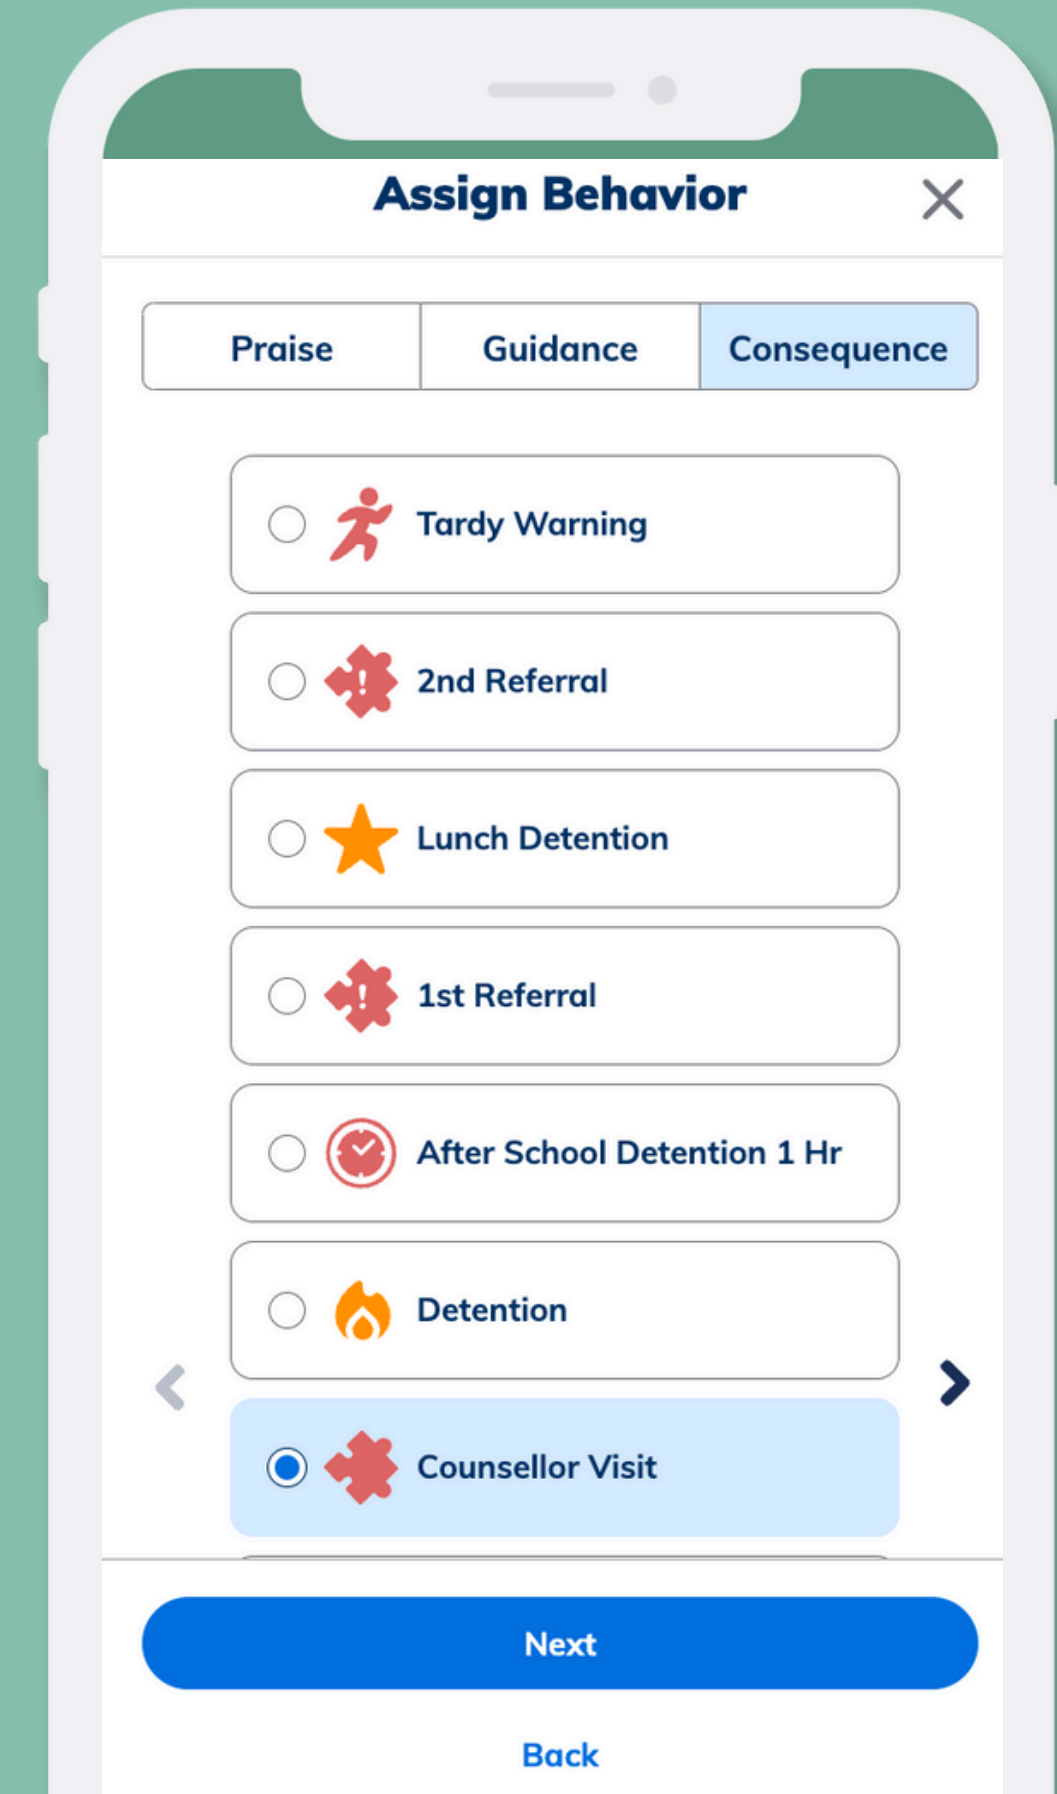 Assign Behavior
Praise Guidance Consequence
Tardy Warning
2nd Referral
Lunch Detention
1st Referral
After School Detention 1 Hr
Detention
Counsellor Visit
Next
Back